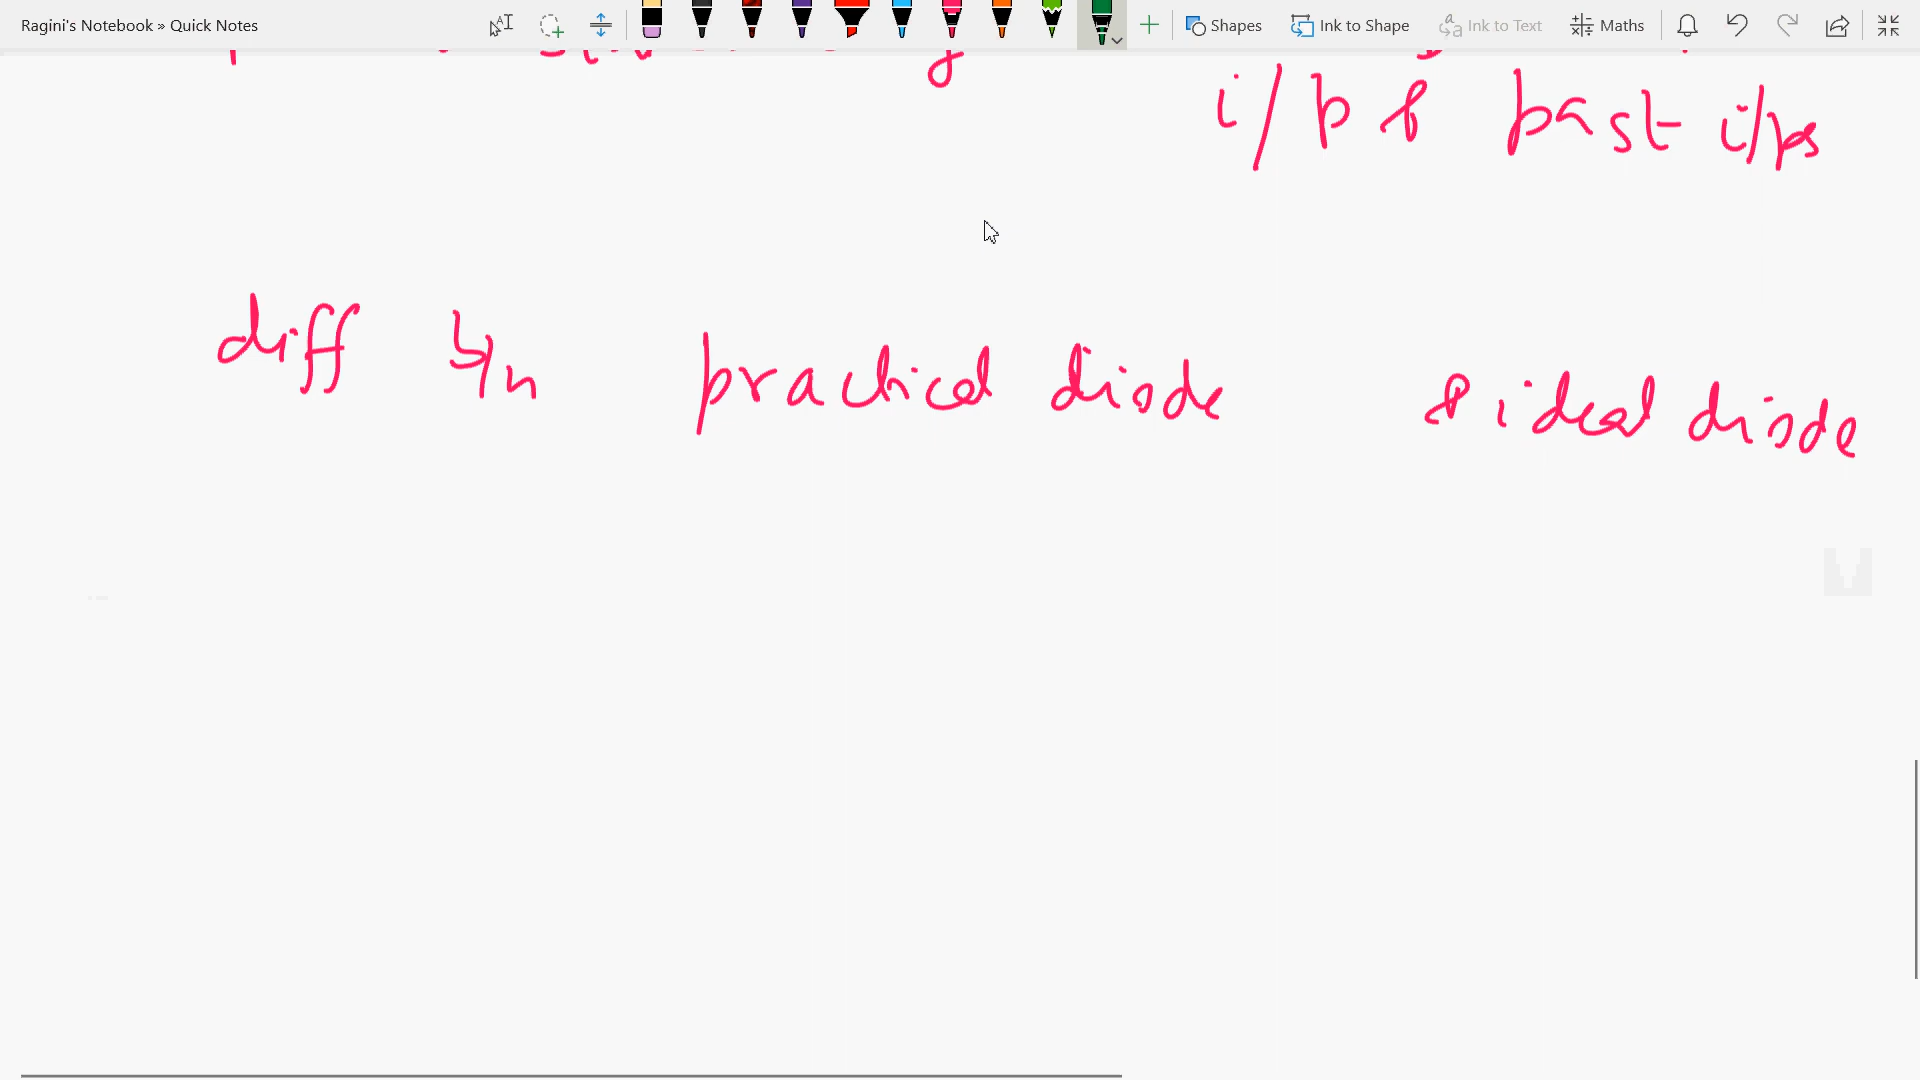 Ragini's Notebook » Quick Notes
Shapes Ink to Shape Ink to Text Maths
i/p & past i/ps
diff b/n practical diode & ideal diode